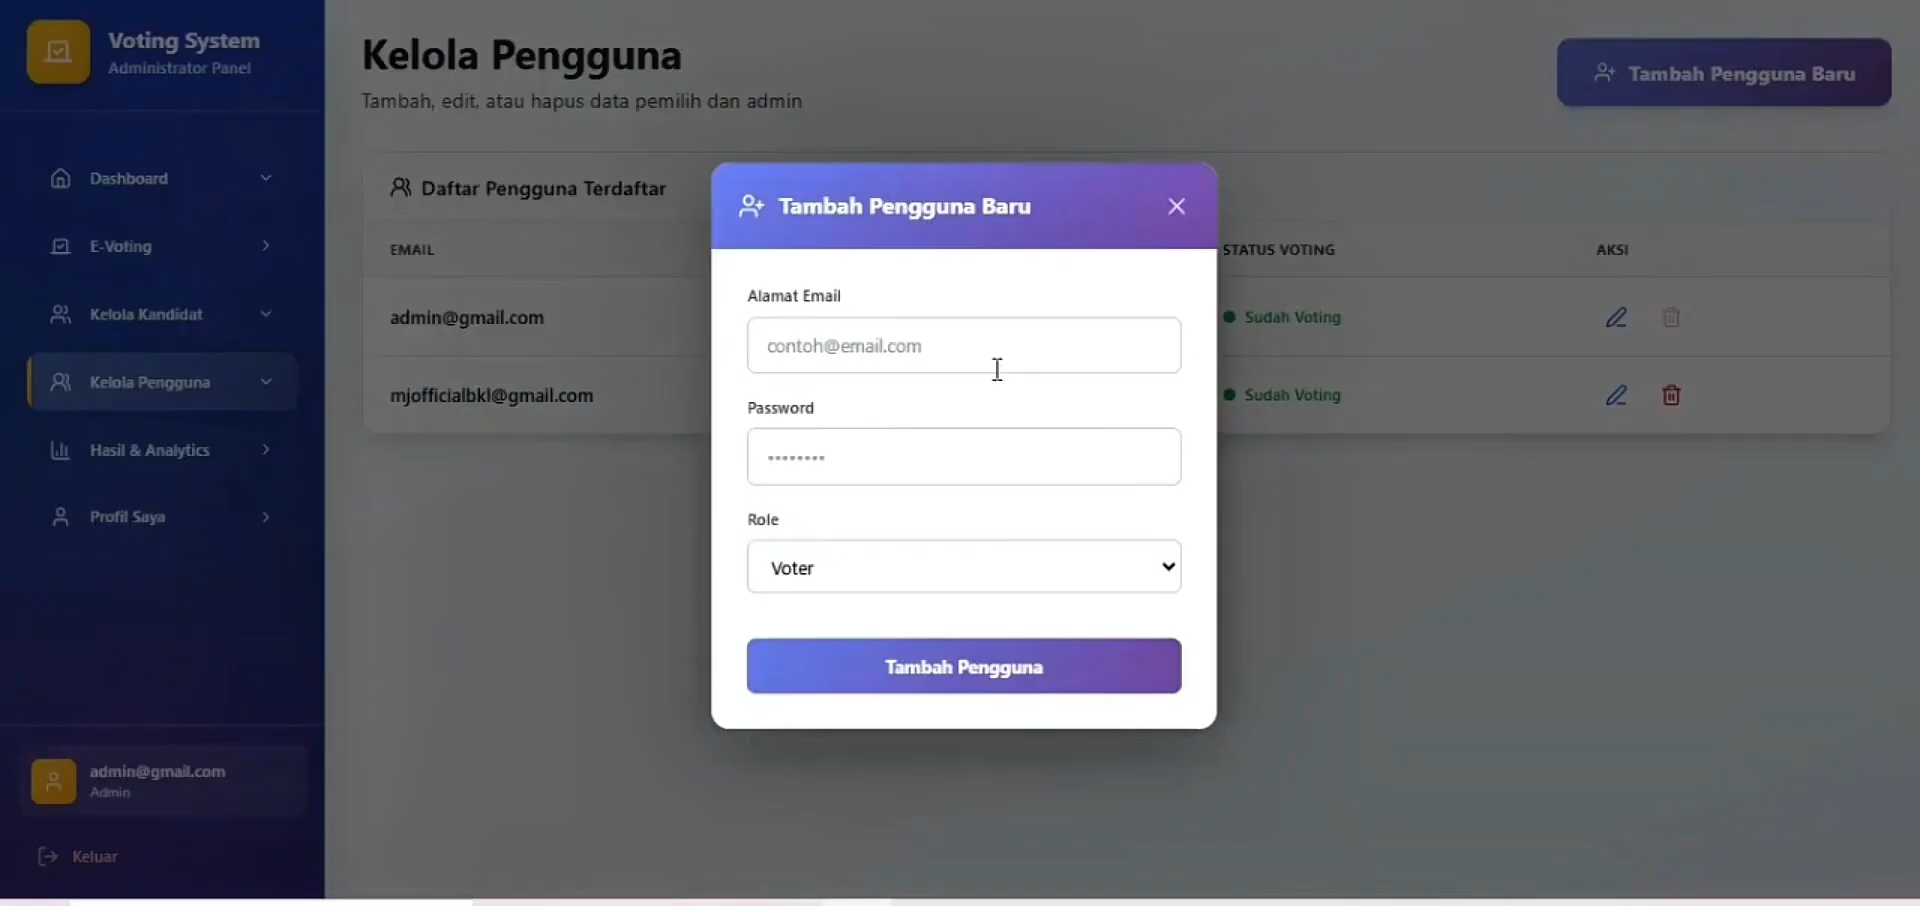 Voting System
Administrator Panel
Dashboard
E-Voting
Kelola Kandidat
Kelola Pengguna
Hasil & Analytics
Profil Saya
admin@gmail.com
Admin
Keluar
Kelola Pengguna
Tambah, edit, atau hapus data pemilih dan admin
Tambah Pengguna Baru
Daftar Pengguna Terdaftar
EMAIL
STATUS VOTING
AKSI
admin@gmail.com
Sudah Voting
mjofficialbkl@gmail.com
Sudah Voting
Tambah Pengguna Baru
Alamat Email
contoh@email.com
Password
••••••••
Role
Voter
Tambah Pengguna